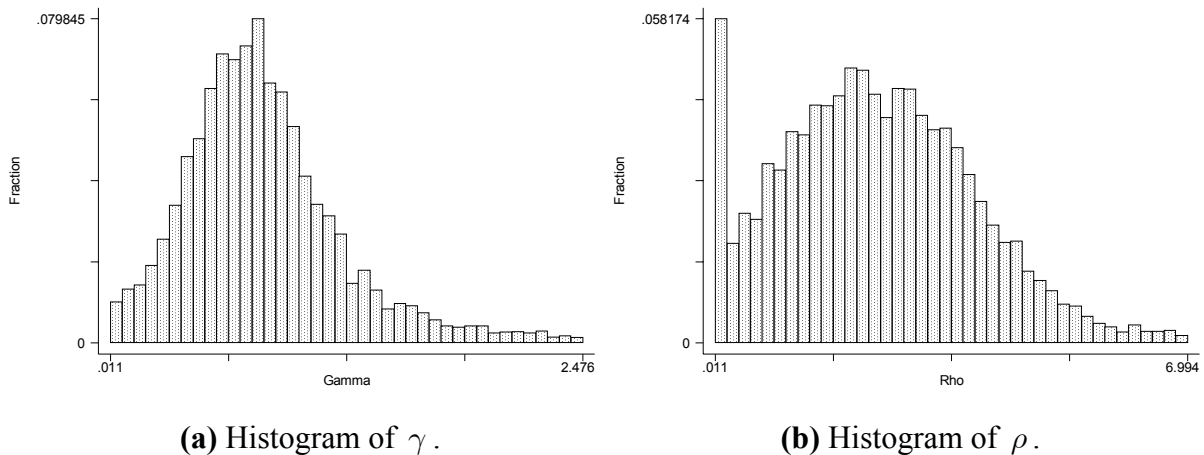 .079845
Fraction
0
.011
2.476
Gamma
(a) Histogram of γ .
.058174
Fraction
0
.011
6.994
Rho
(b) Histogram of ρ .